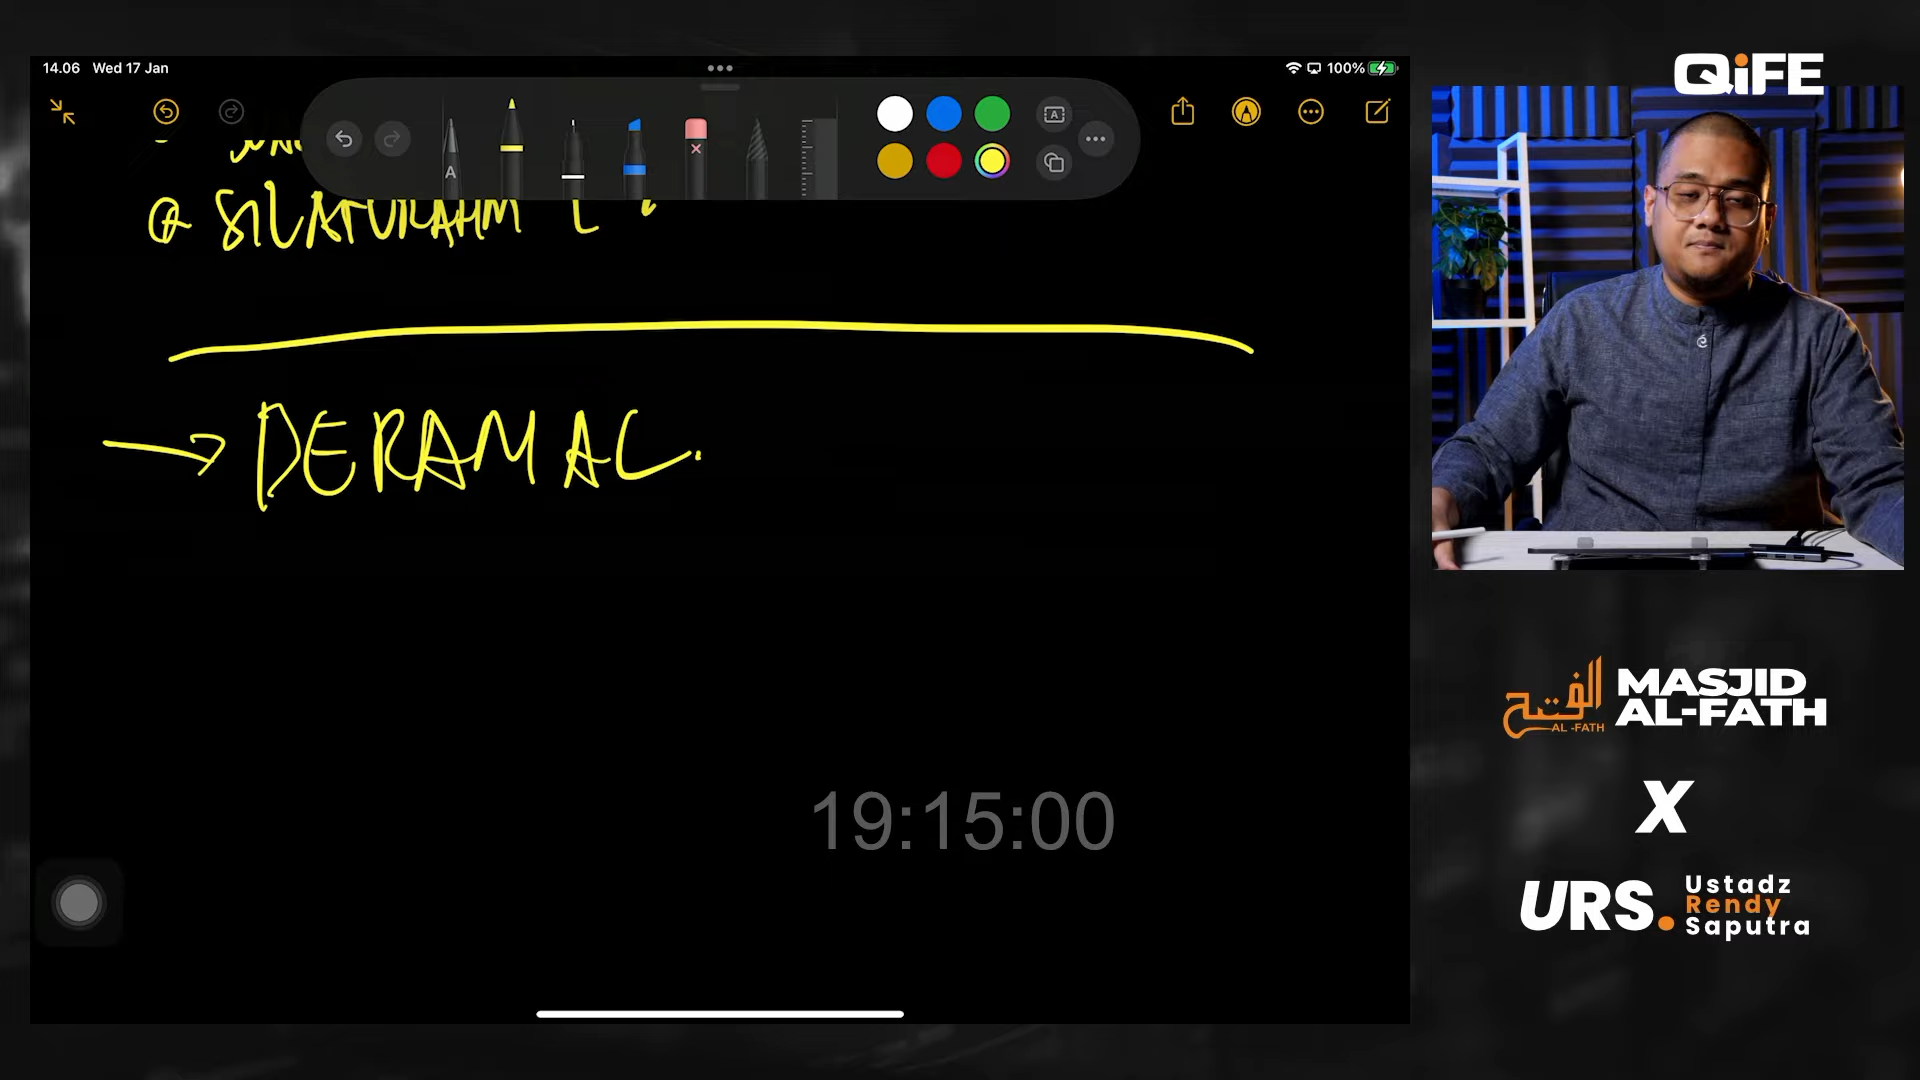 14.06 Wed 17 Jan
100%
A
A
SILATURAHM
→ DERAMAL.
19:15:00
QiFE
الفتح
AL -FATH
MASJID
AL-FATH
X
URS.
Ustadz
Rendy
Saputra